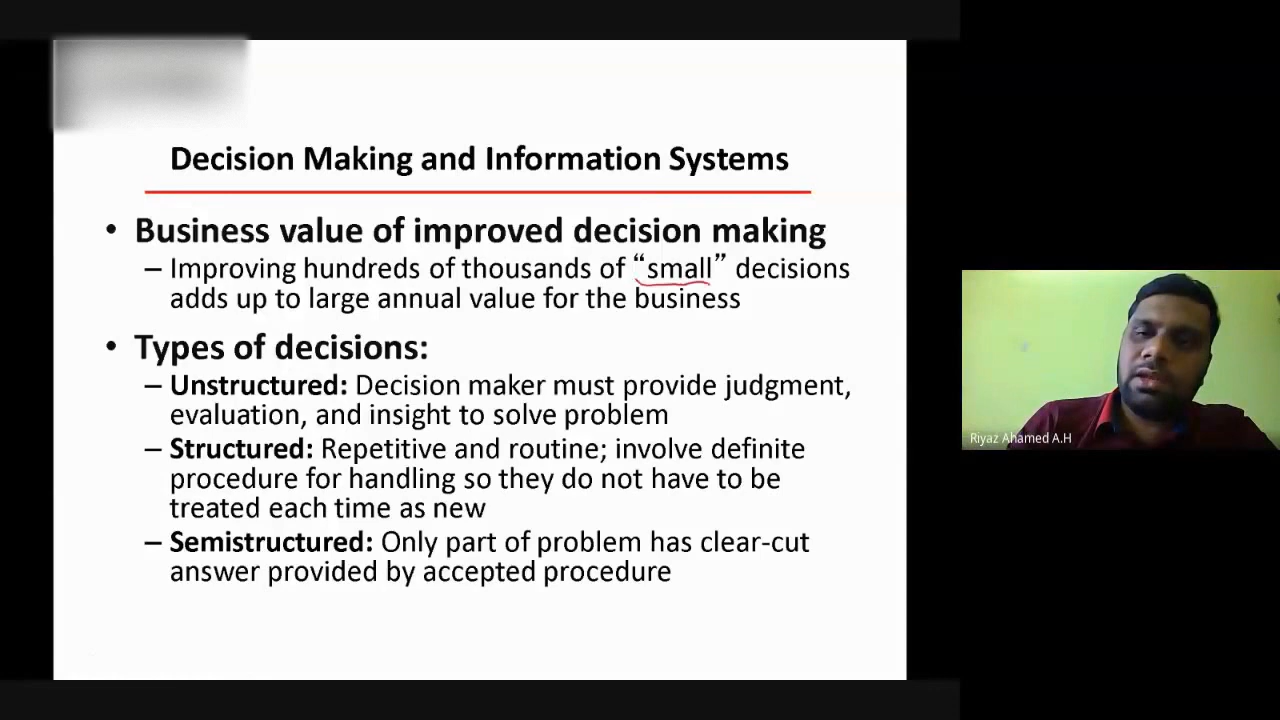 Decision Making and Information Systems
• Business value of improved decision making
– Improving hundreds of thousands of “small” decisions
adds up to large annual value for the business
• Types of decisions:
– Unstructured: Decision maker must provide judgment,
evaluation, and insight to solve problem
– Structured: Repetitive and routine; involve definite
procedure for handling so they do not have to be
treated each time as new
– Semistructured: Only part of problem has clear-cut
answer provided by accepted procedure
Riyaz Ahamed A.H